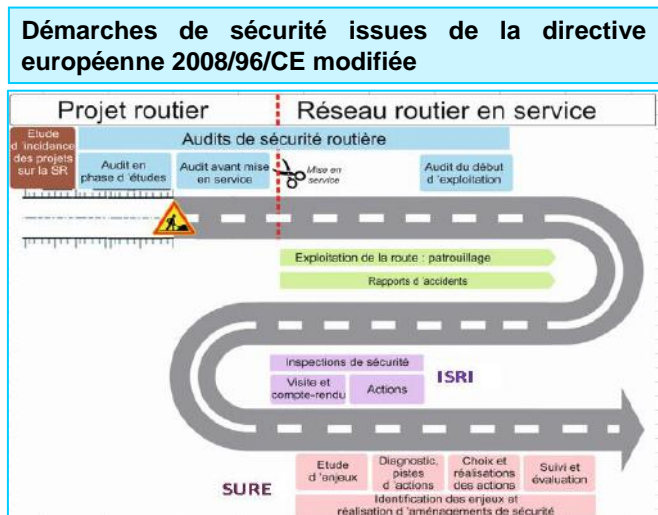 Démarches de sécurité issues de la directive
européenne 2008/96/CE modifiée
Projet routier
Réseau routier en service
Etude
d'incidence
des projets
sur la SR
Audits de sécurité routière
Audit en
phase d'études
Audit avant mise
en service
Mise en
service
Audit du début
d'exploitation
Exploitation de la route : patrouillage
Rapports d'accidents
Inspections de sécurité
Visite et
compte-rendu
Actions
ISRI
SURE
Etude
d'enjeux
Diagnostic,
pistes
d'actions
Choix et
réalisations
des actions
Suivi et
évaluation
Identification des enjeux et
réalisation d'aménagements de sécurité